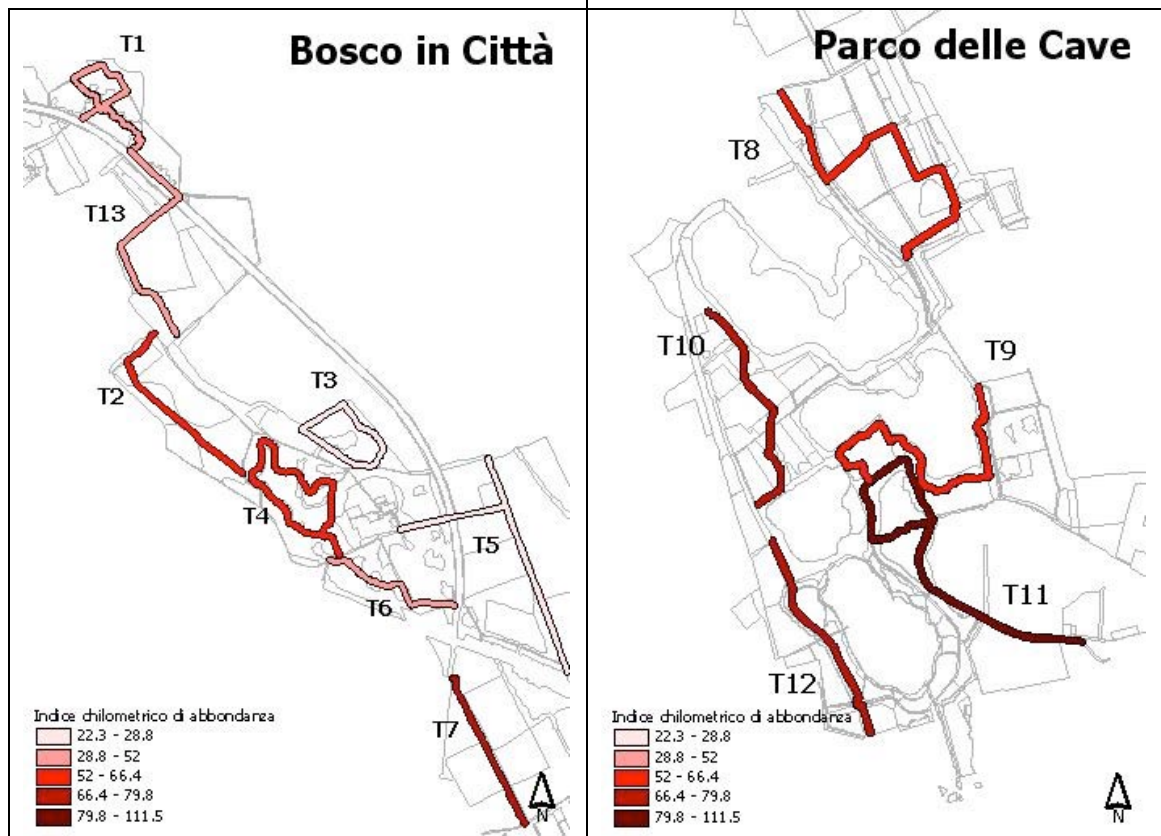 Bosco in Città
T1
T13
T2
T3
T4
T5
T6
T7
Indice chilometrico di abbondanza
22.3 - 28.8
28.8 - 52
52 - 66.4
66.4 - 79.8
79.8 - 111.5
N
Parco delle Cave
T8
T10
T9
T11
T12
Indice chilometrico di abbondanza
22.3 - 28.8
28.8 - 52
52 - 66.4
66.4 - 79.8
79.8 - 111.5
N